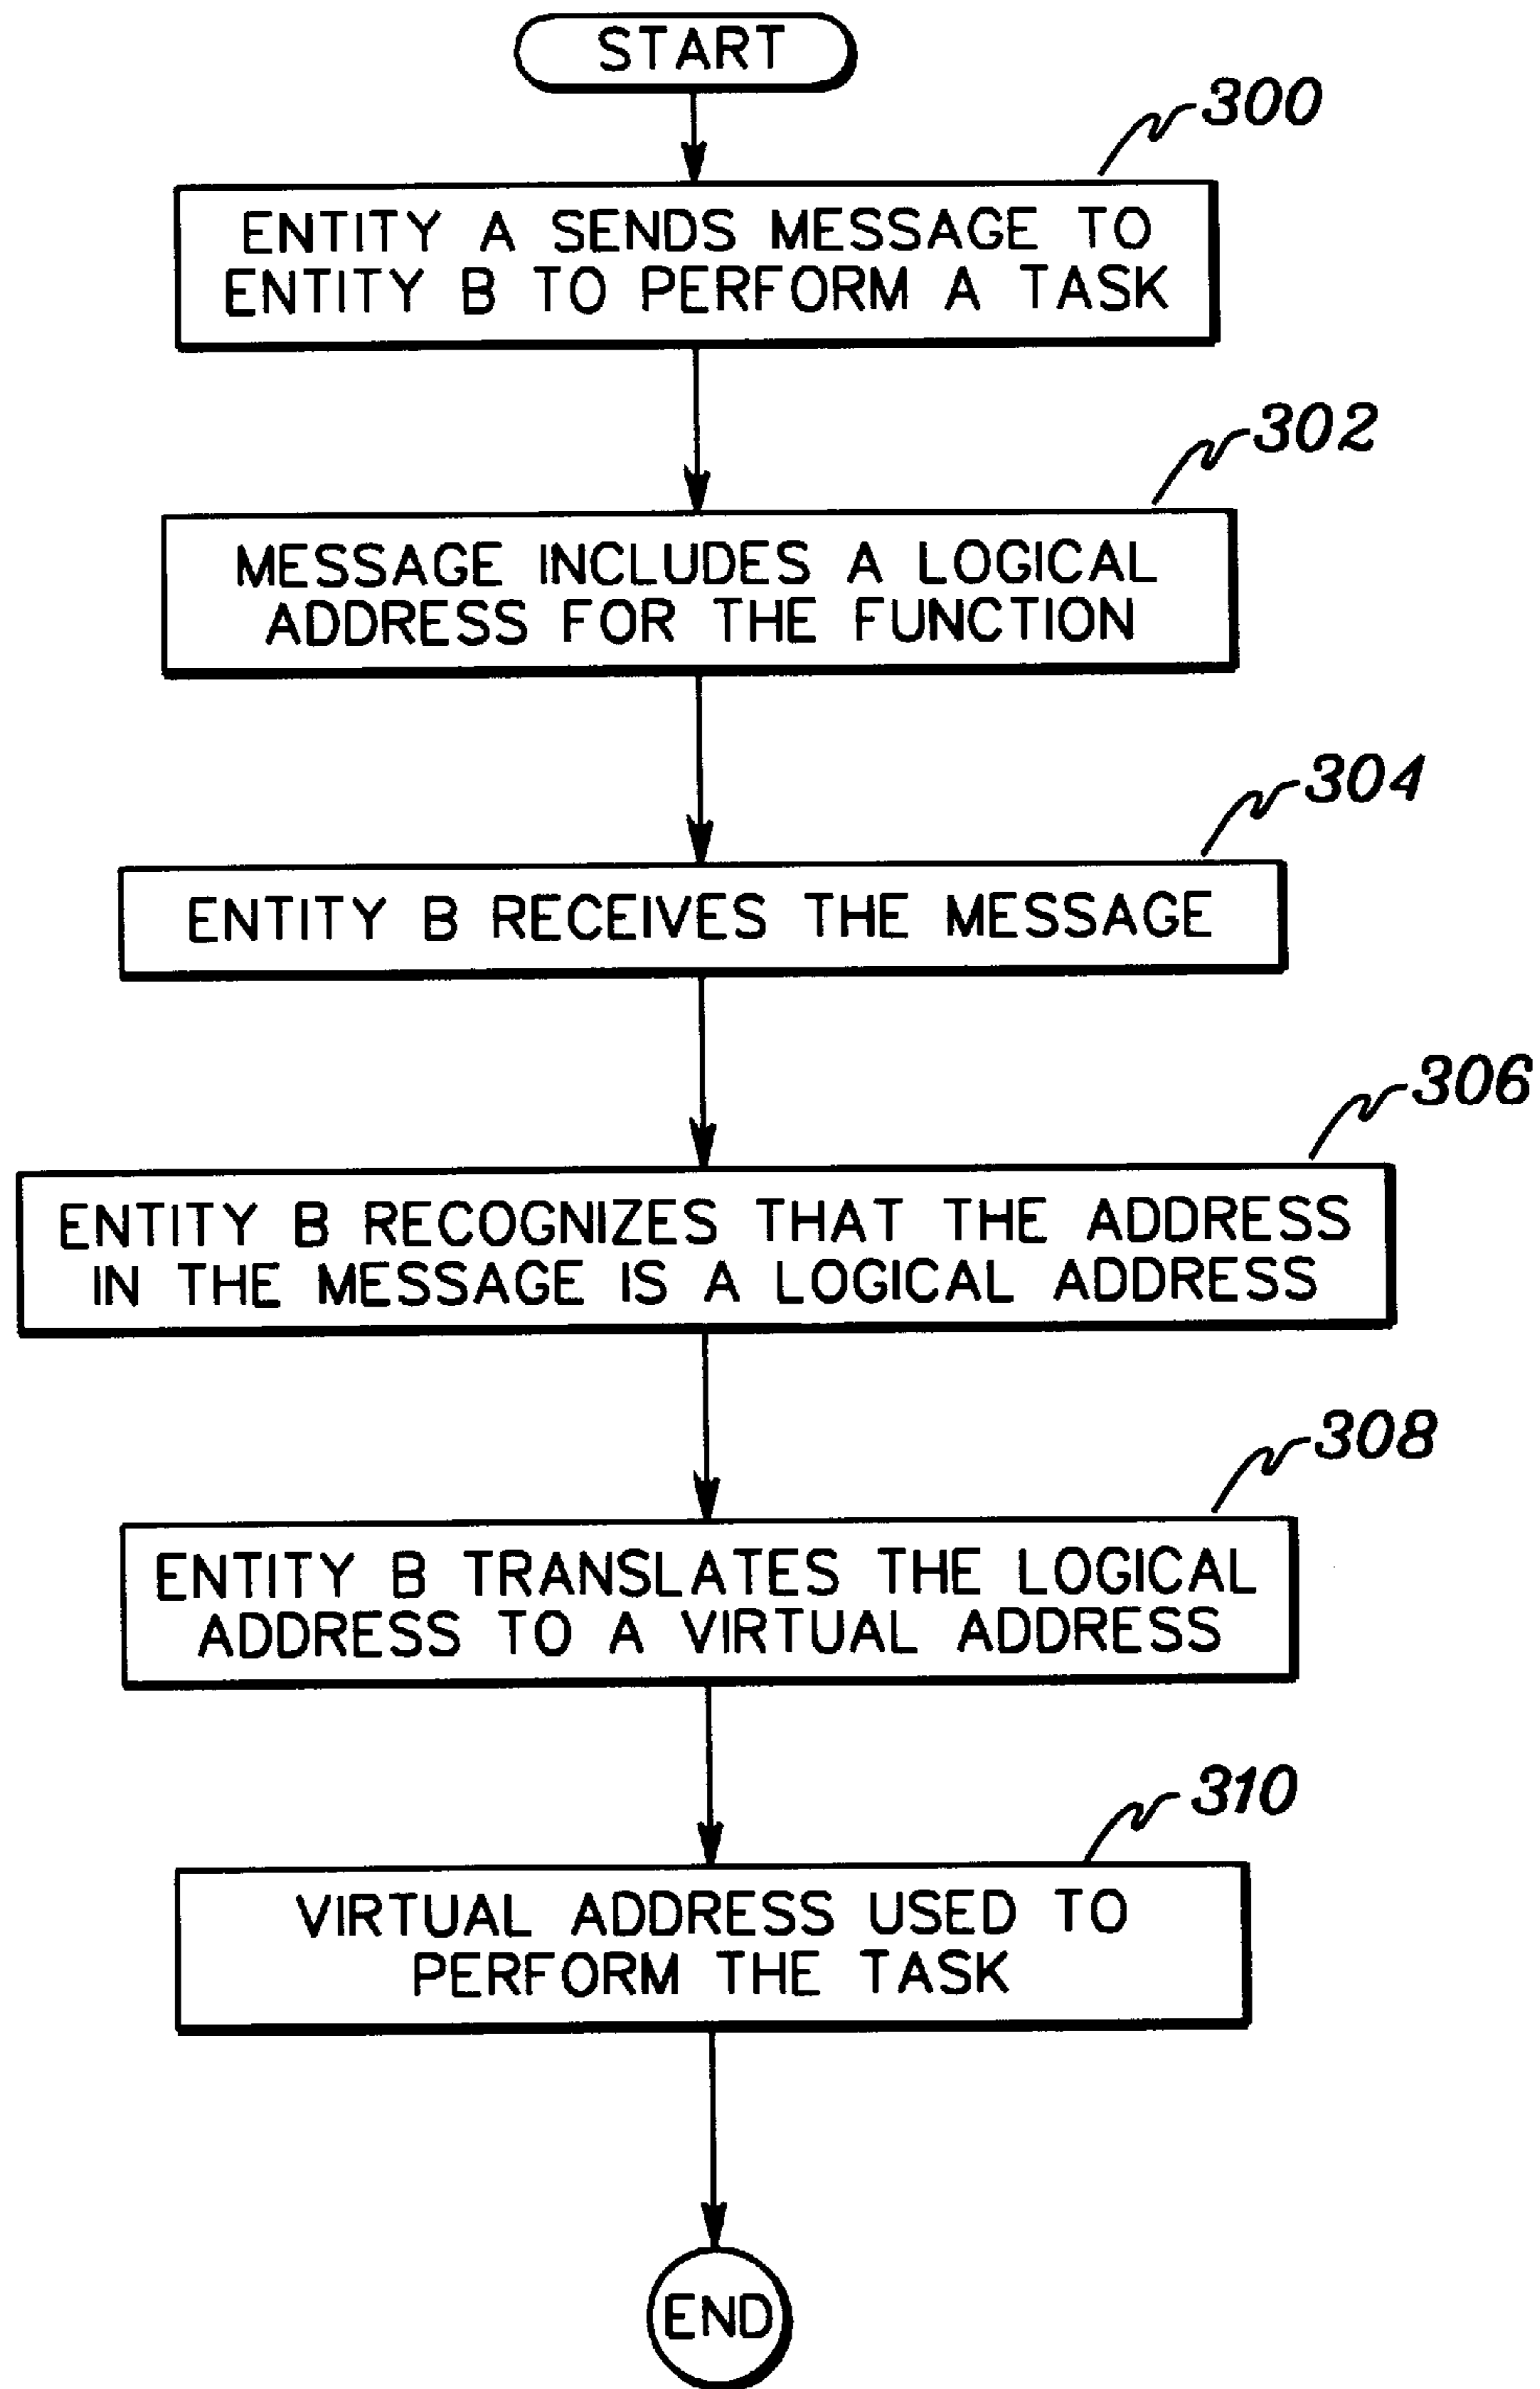 START
300
ENTITY A SENDS MESSAGE TO
ENTITY B TO PERFORM A TASK
302
MESSAGE INCLUDES A LOGICAL
ADDRESS FOR THE FUNCTION
304
ENTITY B RECEIVES THE MESSAGE
306
ENTITY B RECOGNIZES THAT THE ADDRESS
IN THE MESSAGE IS A LOGICAL ADDRESS
308
ENTITY B TRANSLATES THE LOGICAL
ADDRESS TO A VIRTUAL ADDRESS
310
VIRTUAL ADDRESS USED TO
PERFORM THE TASK
END